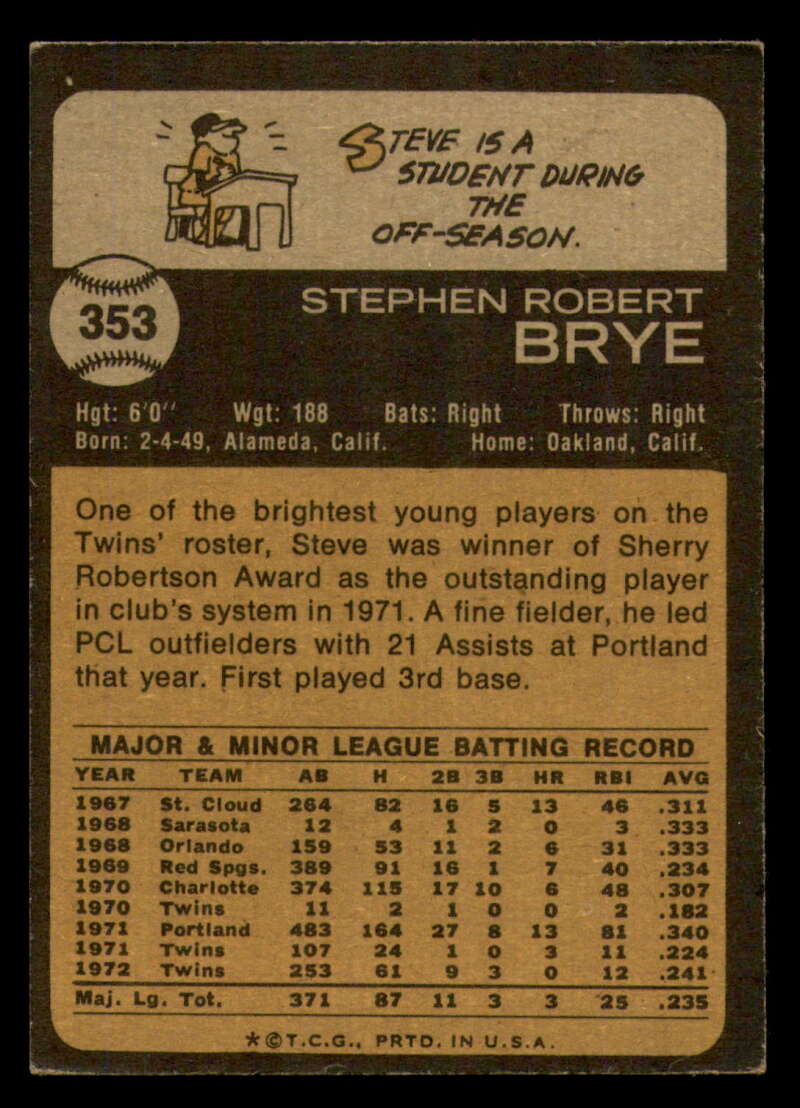 STEVE IS A
STUDENT DURING
THE
OFF-SEASON.
353
STEPHEN ROBERT
BRYE
Hgt: 6'0" Wgt: 188 Bats: Right Throws: Right
Born: 2-4-49, Alameda, Calif. Home: Oakland, Calif.
One of the brightest young players on the
Twins' roster, Steve was winner of Sherry
Robertson Award as the outstanding player
in club's system in 1971. A fine fielder, he led
PCL outfielders with 21 Assists at Portland
that year. First played 3rd base.
MAJOR & MINOR LEAGUE BATTING RECORD
YEAR TEAM AB H 2B 3B HR RBI AVG
1967 St. Cloud 264 82 16 5 13 46 .311
1968 Sarasota 12 4 1 2 0 3 .333
1968 Orlando 159 53 11 2 6 31 .333
1969 Red Spgs. 389 91 16 1 7 40 .234
1970 Charlotte 374 115 17 10 6 48 .307
1970 Twins 11 2 1 0 0 2 .182
1971 Portland 483 164 27 8 13 81 .340
1971 Twins 107 24 1 0 3 11 .224
1972 Twins 253 61 9 3 0 12 .241
Maj. Lg. Tot. 371 87 11 3 3 25 .235
*©T.C.G., PRTD. IN U.S.A.